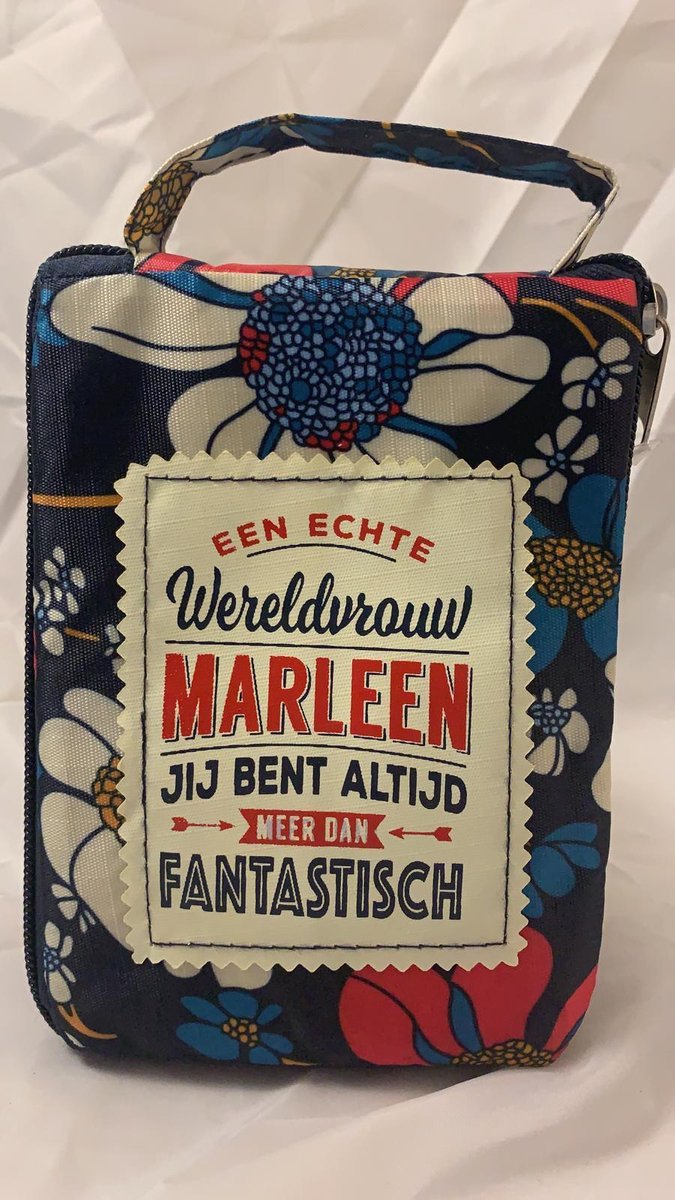 EEN ECHTE
Wereldvrouw
MARLEEN
JIJ BENT ALTIJD
MEER DAN
FANTASTISCH